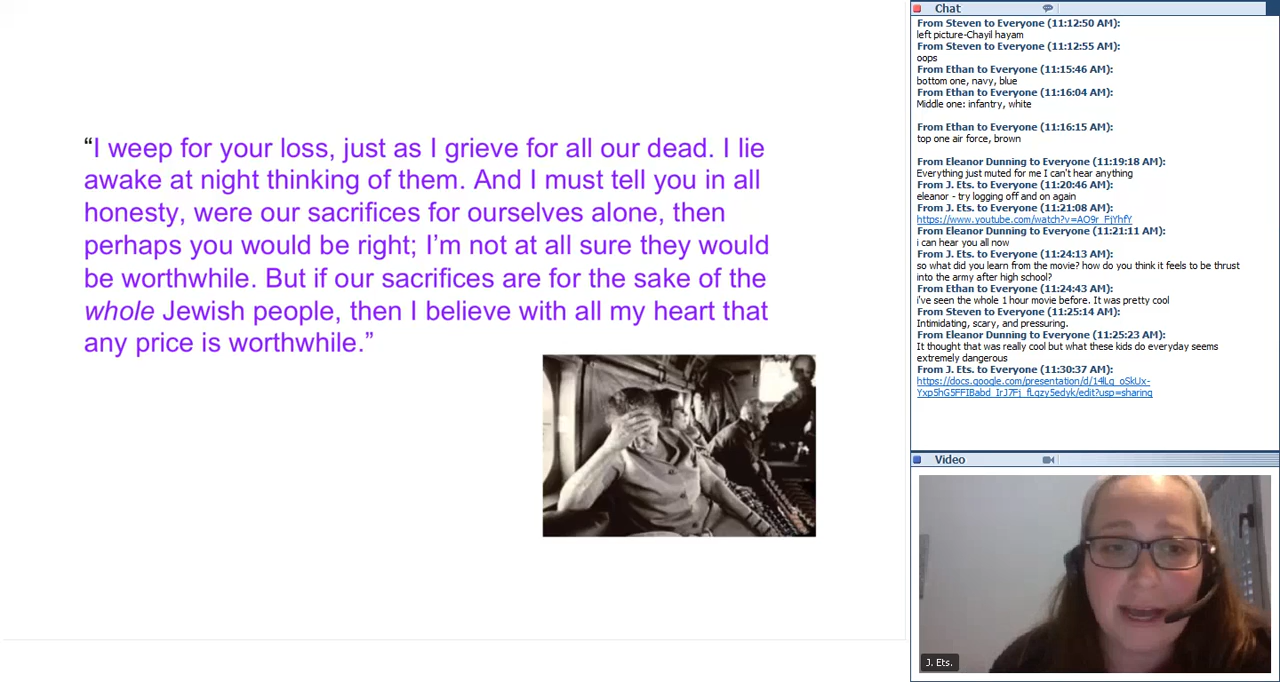 “I weep for your loss, just as I grieve for all our dead. I lie
awake at night thinking of them. And I must tell you in all
honesty, were our sacrifices for ourselves alone, then
perhaps you would be right; I’m not at all sure they would
be worthwhile. But if our sacrifices are for the sake of the
whole Jewish people, then I believe with all my heart that
any price is worthwhile.”
Chat
From Steven to Everyone (11:12:50 AM):
left picture-Chayil hayam
From Steven to Everyone (11:12:55 AM):
oops
From Ethan to Everyone (11:15:46 AM):
bottom one, navy, blue
From Ethan to Everyone (11:16:04 AM):
Middle one: infantry, white
From Ethan to Everyone (11:16:15 AM):
top one air force, brown
From Eleanor Dunning to Everyone (11:19:18 AM):
Everything just muted for me I can't hear anything
From J. Ets. to Everyone (11:20:46 AM):
eleanor - try logging off and on again
From J. Ets. to Everyone (11:21:08 AM):
https://www.youtube.com/watch?v=AO9r_FjYhfY
From Eleanor Dunning to Everyone (11:21:11 AM):
i can hear you all now
From J. Ets. to Everyone (11:24:13 AM):
so what did you learn from the movie? how do you think it feels to be thrust
into the army after high school?
From Ethan to Everyone (11:24:43 AM):
i've seen the whole 1 hour movie before. It was pretty cool
From Steven to Everyone (11:25:14 AM):
Intimidating, scary, and pressuring.
From Eleanor Dunning to Everyone (11:25:23 AM):
It thought that was really cool but what these kids do everyday seems
extremely dangerous
From J. Ets. to Everyone (11:30:37 AM):
Video
J. Ets.